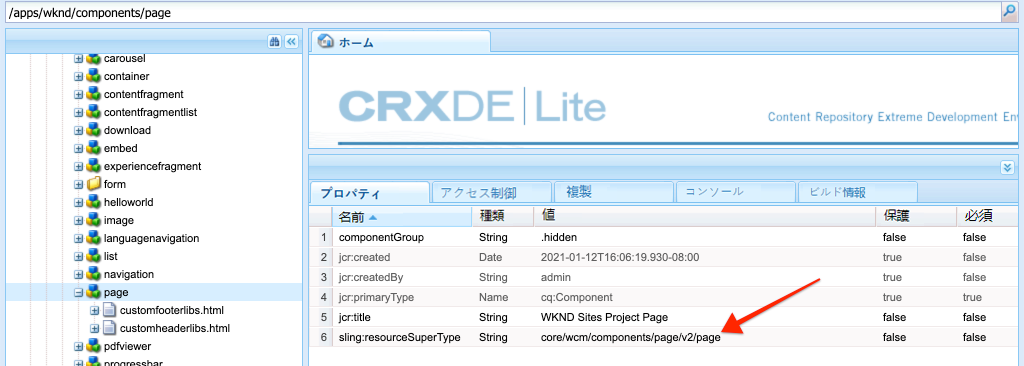 /apps/wknd/components/page
carousel
container
contentfragment
contentfragmentlist
download
embed
experiencefragment
form
helloworld
image
languagenavigation
list
navigation
page
customfooterlibs.html
customheaderlibs.html
pdfviewer
progressbar
ホーム
CRXDE Lite
Content Repository Extreme Development
プロパティ アクセス制御 複製 コンソール ビルド情報
名前 種類 値 保護 必須
1 componentGroup String .hidden false false
2 jcr:created Date 2021-01-12T16:06:19.930-08:00 true false
3 jcr:createdBy String admin true false
4 jcr:primaryType Name cq:Component true true
5 jcr:title String WKND Sites Project Page false false
6 sling:resourceSuperType String core/wcm/components/page/v2/page false false